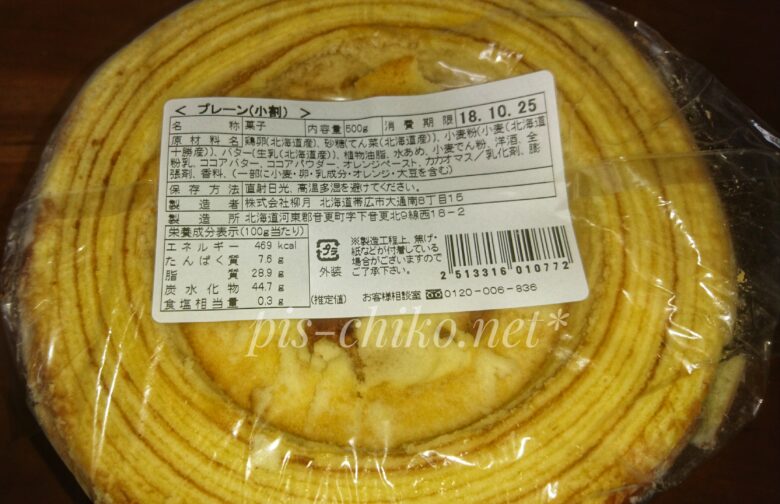 < プレーン(小割) >
名称 菓子 内容量 500g 消費期限 18.10.25
原材料名 鶏卵(北海道産)、砂糖(てん菜(北海道産))、小麦粉(小麦(北海道
十勝産))、バター(生乳(北海道産))、植物油脂、水あめ、小麦でん粉、洋酒、全
粉乳、ココアバター、ココアパウダー、オレンジペースト、カカオマス/乳化剤、膨
張剤、香料、(一部に小麦・卵・乳成分・オレンジ・大豆を含む)
保存方法 直射日光、高温多湿を避けてください。
製造者 株式会社柳月 北海道帯広市大通南8丁目15
製造所 北海道河東郡音更町字下音更北9線西18-2
栄養成分表示(100g当たり)
エネルギー 469 kcal
たんぱく質 7.6 g
脂質 28.9 g
炭水化物 44.7 g
食塩相当量 0.3 g
(推定値)
プラ
外装
※製造工程上、焦げ・
紙などが付着している
場合がございますので
ご了承下さい。
2 513316 010772
お客様相談室 0120-006-836
pis-chiko.net*